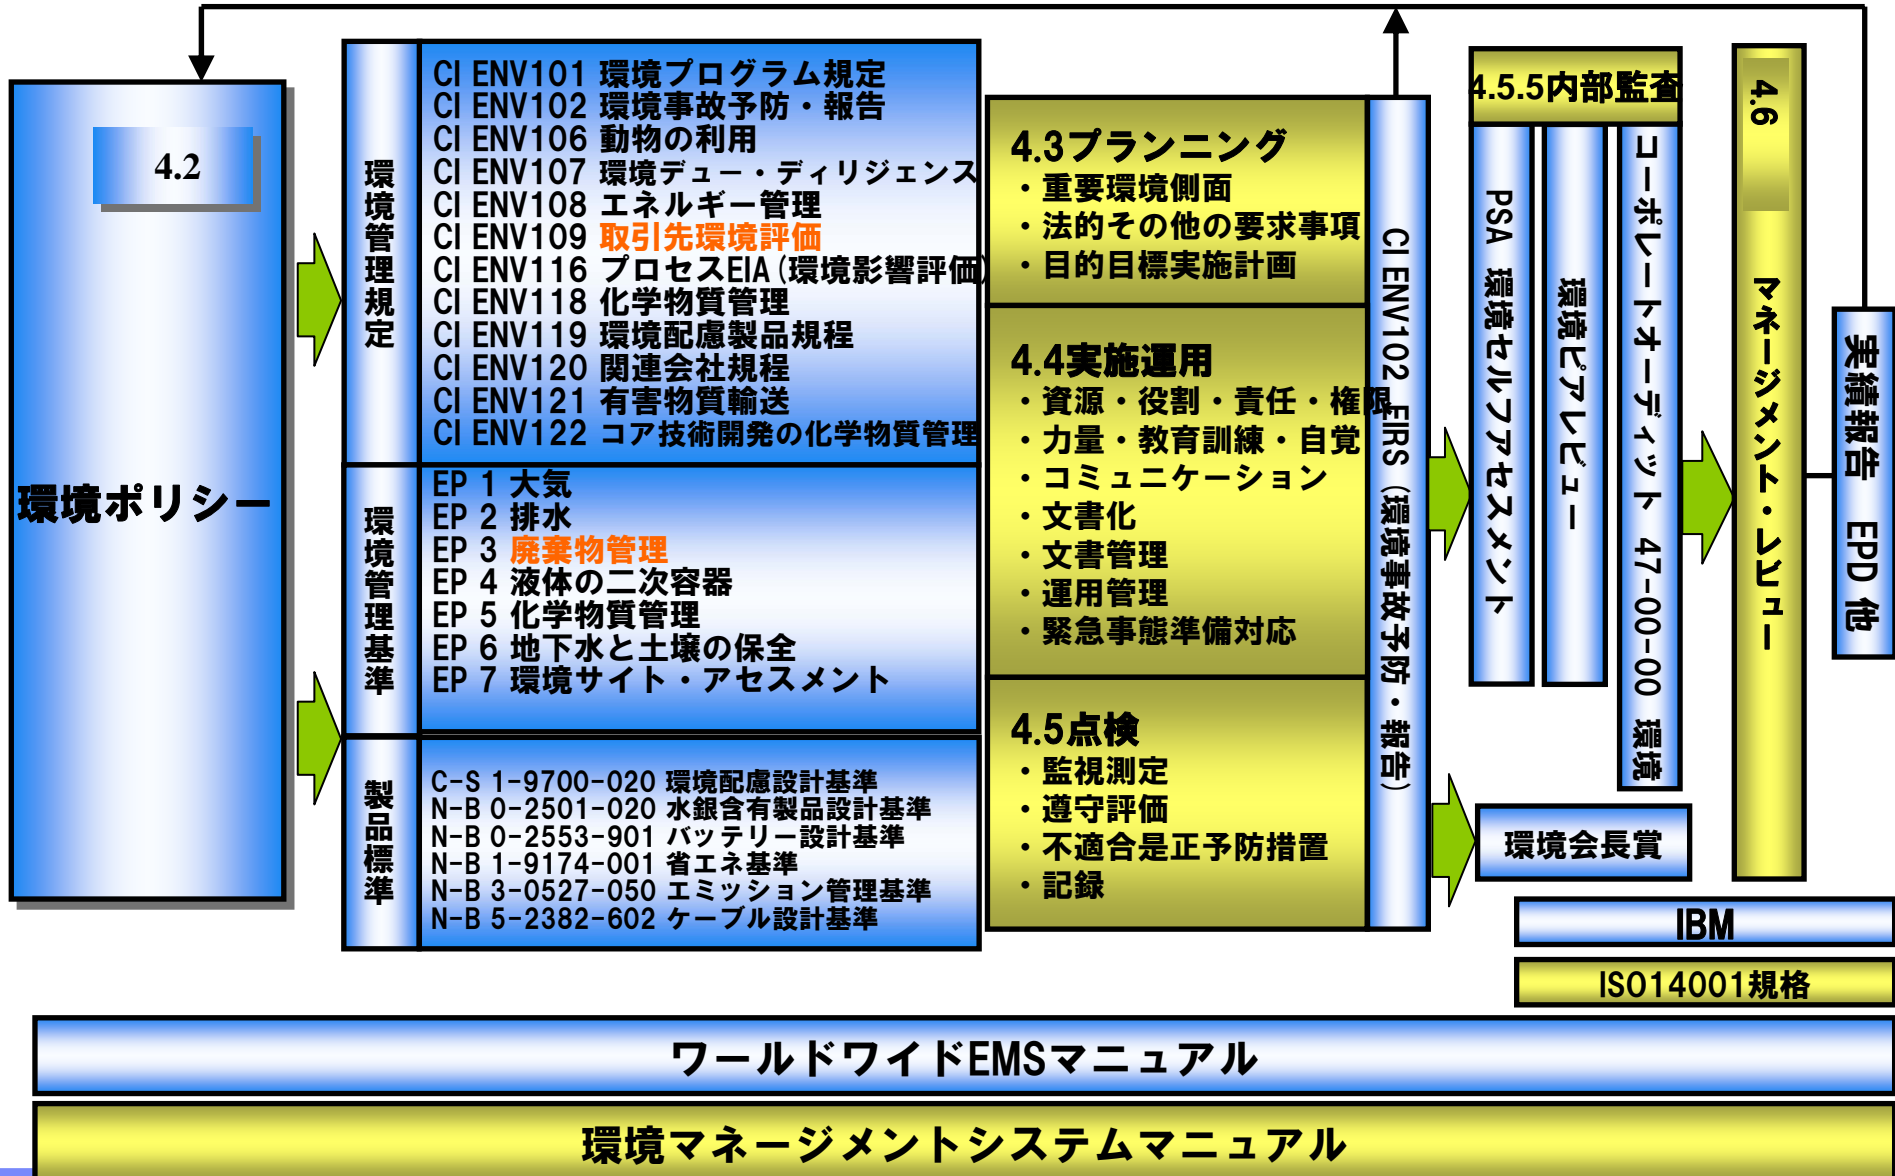 4.2
環境ポリシー
環境管理規定
CI ENV101 環境プログラム規定
CI ENV102 環境事故予防・報告
CI ENV106 動物の利用
CI ENV107 環境デュー・ディリジェンス
CI ENV108 エネルギー管理
CI ENV109 取引先環境評価
CI ENV116 プロセスEIA(環境影響評価)
CI ENV118 化学物質管理
CI ENV119 環境配慮製品規程
CI ENV120 関連会社規程
CI ENV121 有害物質輸送
CI ENV122 コア技術開発の化学物質管理
環境管理基準
EP 1 大気
EP 2 排水
EP 3 廃棄物管理
EP 4 液体の二次容器
EP 5 化学物質管理
EP 6 地下水と土壌の保全
EP 7 環境サイト・アセスメント
製品標準
C-S 1-9700-020 環境配慮設計基準
N-B 0-2501-020 水銀含有製品設計基準
N-B 0-2553-901 バッテリー設計基準
N-B 1-9174-001 省エネ基準
N-B 3-0527-050 エミッション管理基準
N-B 5-2382-602 ケーブル設計基準
4.3プランニング
・重要環境側面
・法的その他の要求事項
・目的目標実施計画
4.4実施運用
・資源・役割・責任・権限
・力量・教育訓練・自覚
・コミュニケーション
・文書化
・文書管理
・運用管理
・緊急事態準備対応
4.5点検
・監視測定
・遵守評価
・不適合是正予防措置
・記録
CI ENV102 EIRS (環境事故予防・報告)
4.5.5内部監査
PSA 環境セルフアセスメント
環境ピアレビュー
コーポレートオーディット 47-00-00 環境
環境会長賞
4.6 マネージメント・レビュー
実績報告 EPD 他
IBM
ISO14001規格
ワールドワイドEMSマニュアル
環境マネージメントシステムマニュアル